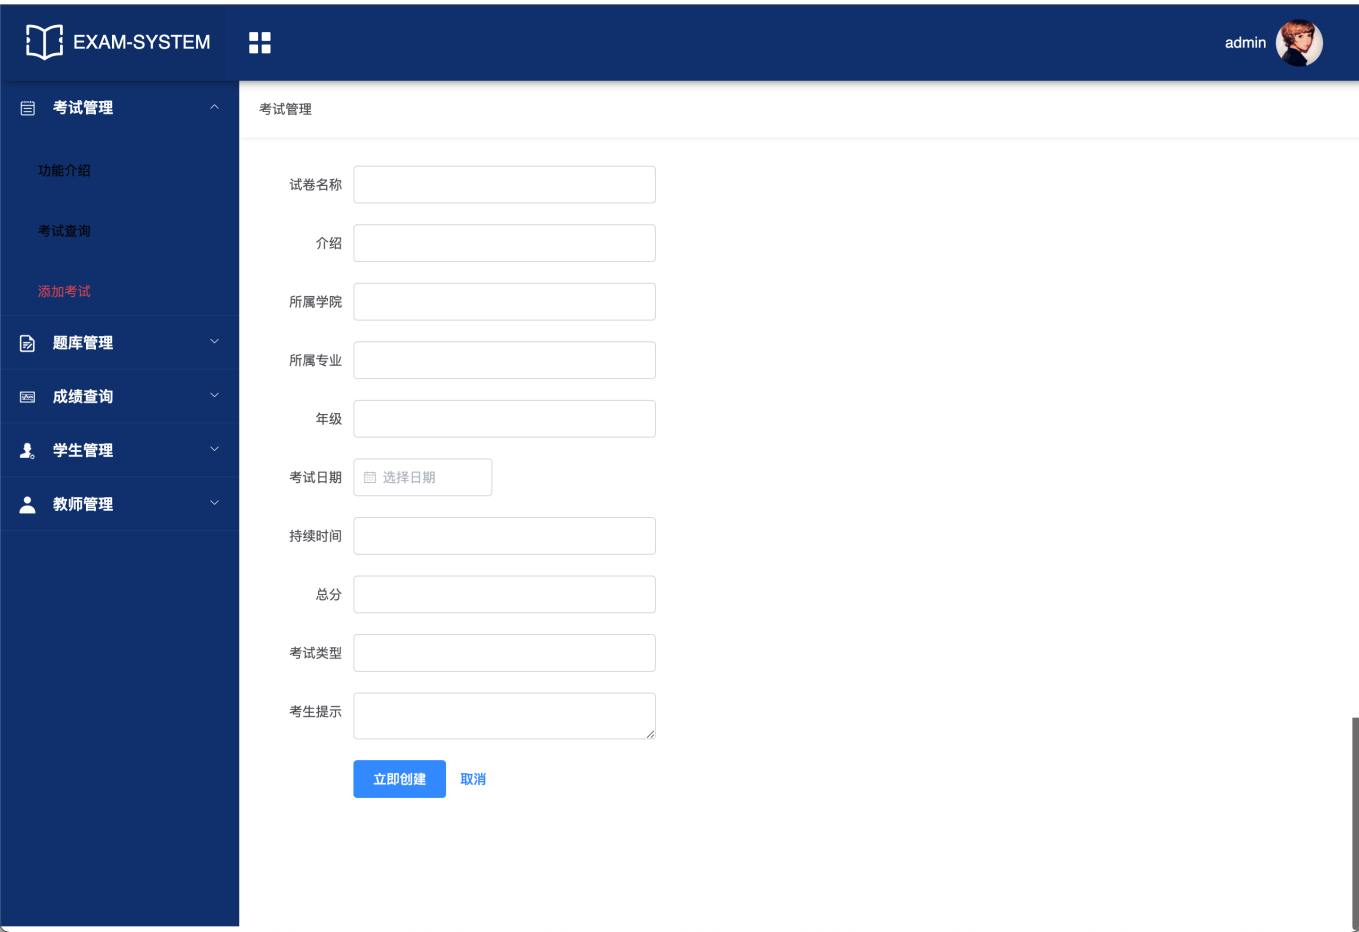 EXAM-SYSTEM
admin
考试管理
功能介绍
考试查询
添加考试
题库管理
成绩查询
学生管理
教师管理
考试管理
试卷名称
介绍
所属学院
所属专业
年级
考试日期 选择日期
持续时间
总分
考试类型
考生提示
立即创建 取消